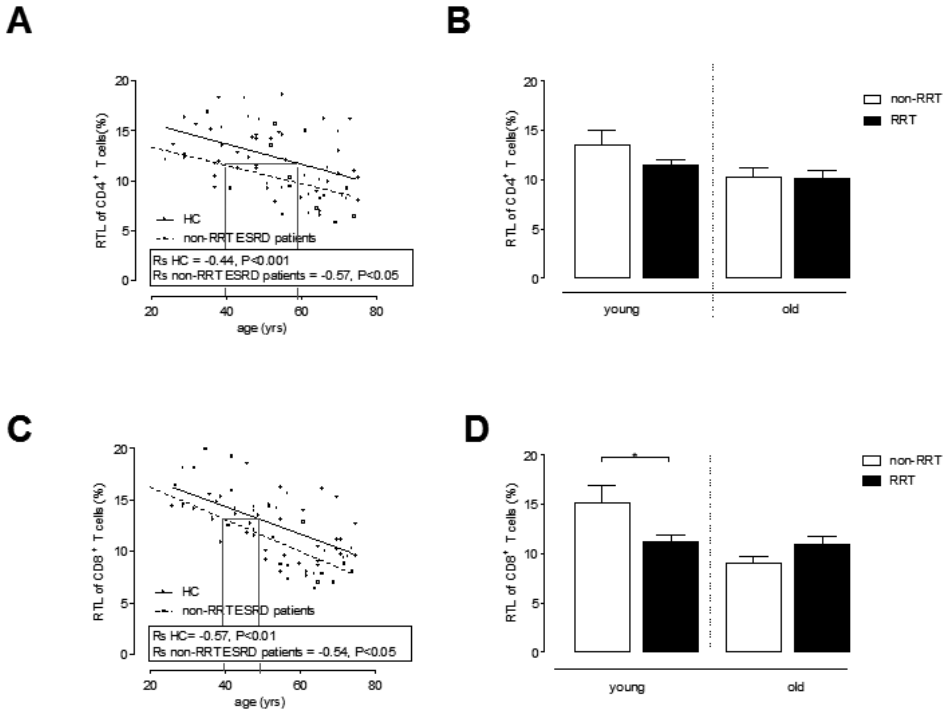 A
B
RTL of CD4+ T cells(%)
20
15
10
5
0
HC
non-RRT ESRD patients
Rs HC = -0.44, P<0.001
Rs non-RRT ESRD patients = -0.57, P<0.05
20 40 60 80
age (yrs)
RTL of CD4+ T cells(%)
20
15
10
5
0
young old
non-RRT
RRT
C
D
RTL of CD8+ T cells (%)
20
15
10
5
0
HC
non-RRT ESRD patients
Rs HC= -0.57, P<0.01
Rs non-RRT ESRD patients = -0.54, P<0.05
20 40 60 80
age (yrs)
RTL of CD8+ T cells (%)
20
15
10
5
0
*
young old
non-RRT
RRT